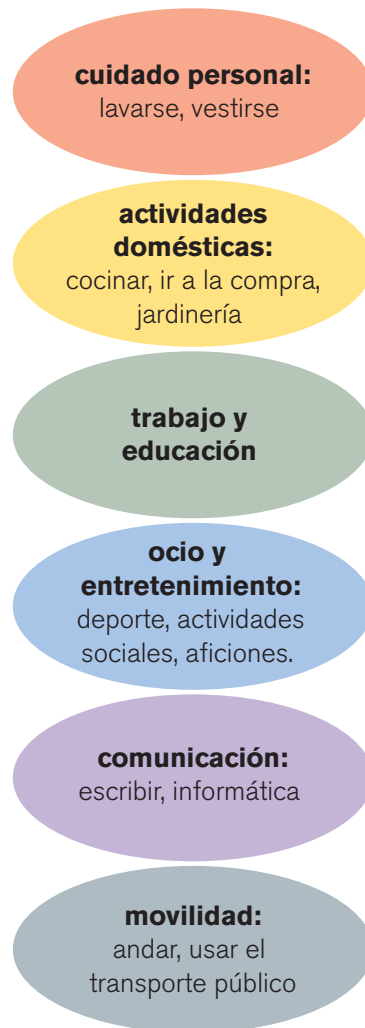 cuidado personal:
lavarse, vestirse
actividades
domésticas:
cocinar, ir a la compra,
jardinería
trabajo y
educación
ocio y
entretenimiento:
deporte, actividades
sociales, aficiones.
comunicación:
escribir, informática
movilidad:
andar, usar el
transporte público